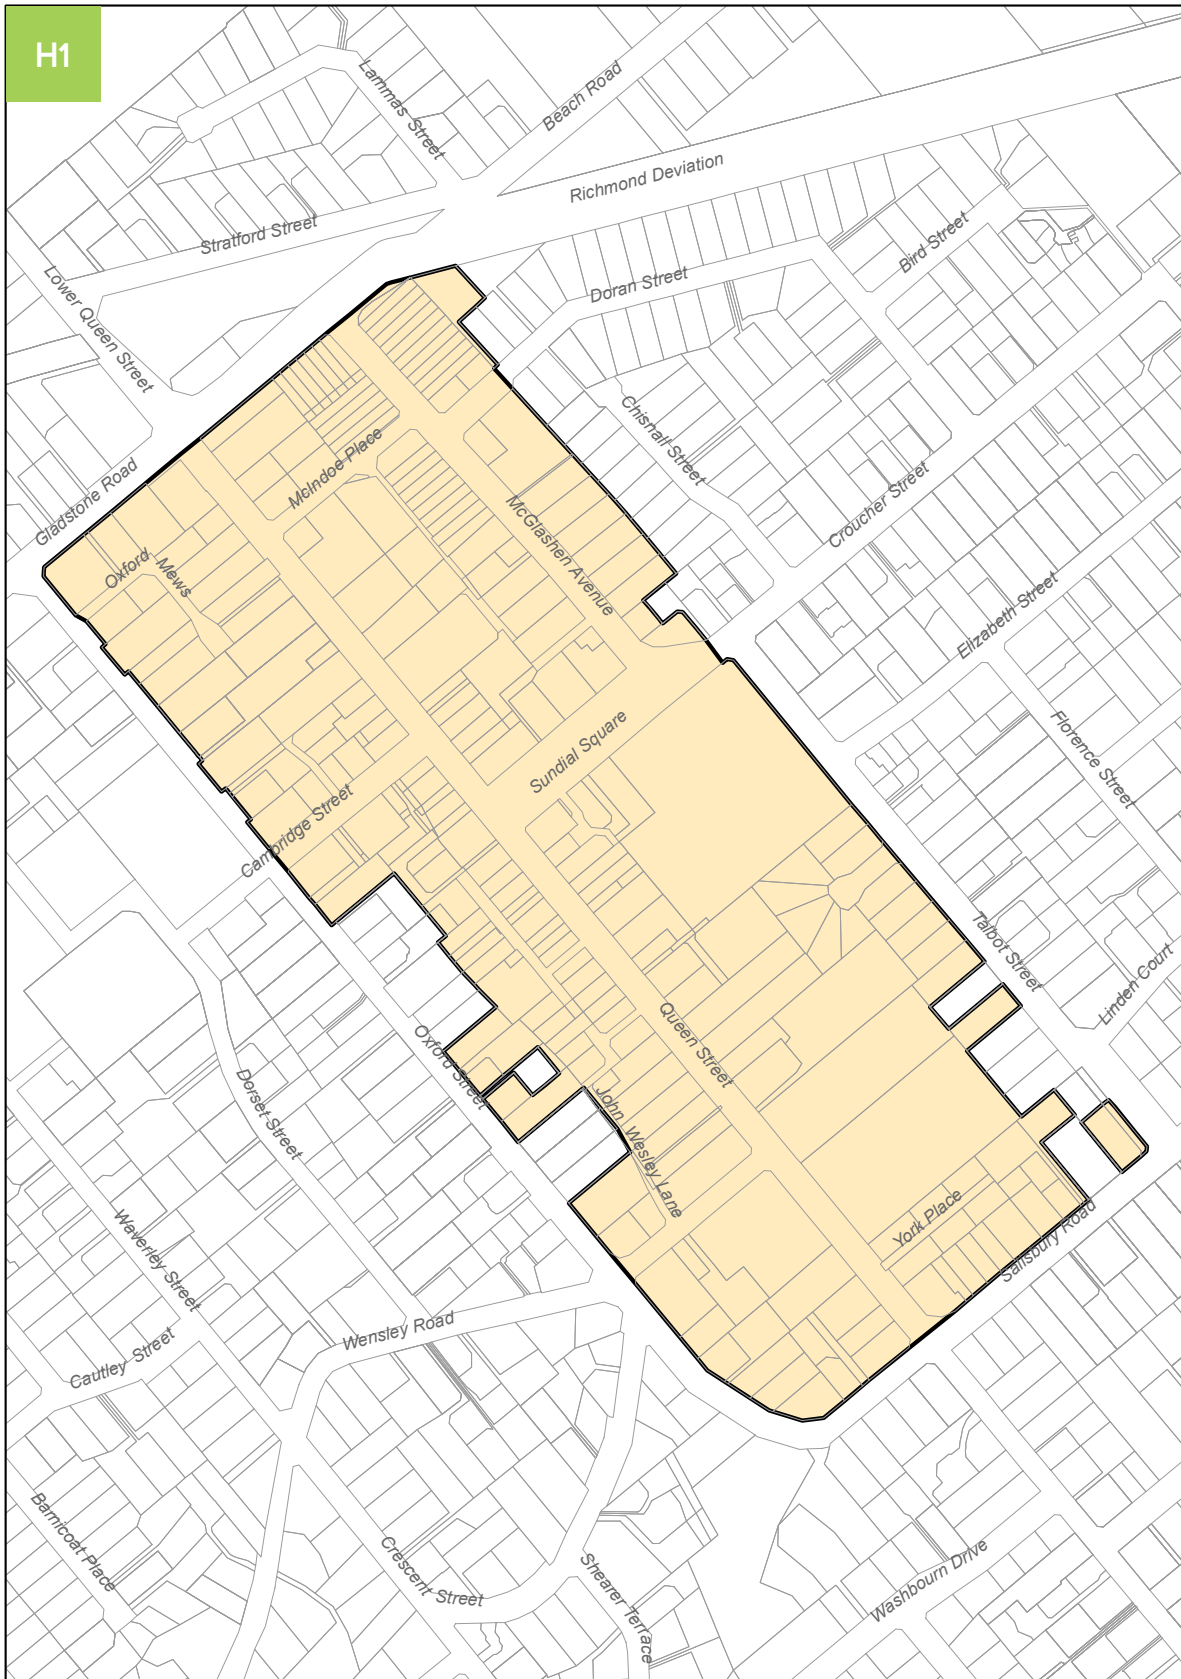 H1
Lammas Street
Beach Road
Richmond Deviation
Stratford Street
Bird Street
Lower Queen Street
Doran Street
Chisnall Street
McIndoe Place
Gladstone Road
McGlashen Avenue
Croucher Street
Oxford Mews
Elizabeth Street
Florence Street
Sundial Square
Cambridge Street
Talbot Street
Linden Court
Queen Street
Oxford Street
Dorset Street
John Wesley Lane
York Place
Salisbury Road
Waverley Street
Wensley Road
Cautley Street
Barnicoat Place
Crescent Street
Shearer Terrace
Washbourn Drive